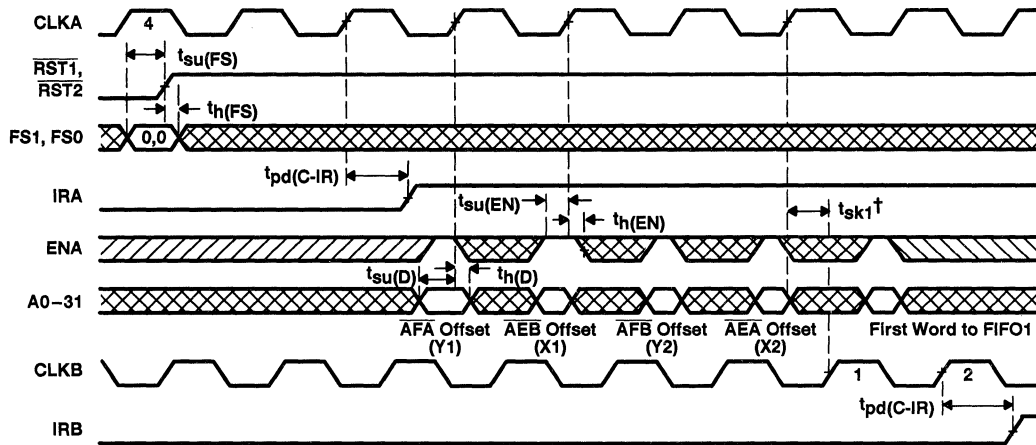 CLKA
4
tsu(FS)
RST1,
RST2
th(FS)
FS1, FS0
0,0
tpd(C-IR)
IRA
tsu(EN)
th(EN)
tsk1†
ENA
tsu(D)
th(D)
A0–31
AFA Offset
(Y1)
AEB Offset
(X1)
AFB Offset
(Y2)
AEA Offset
(X2)
First Word to FIFO1
CLKB
1
2
tpd(C-IR)
IRB